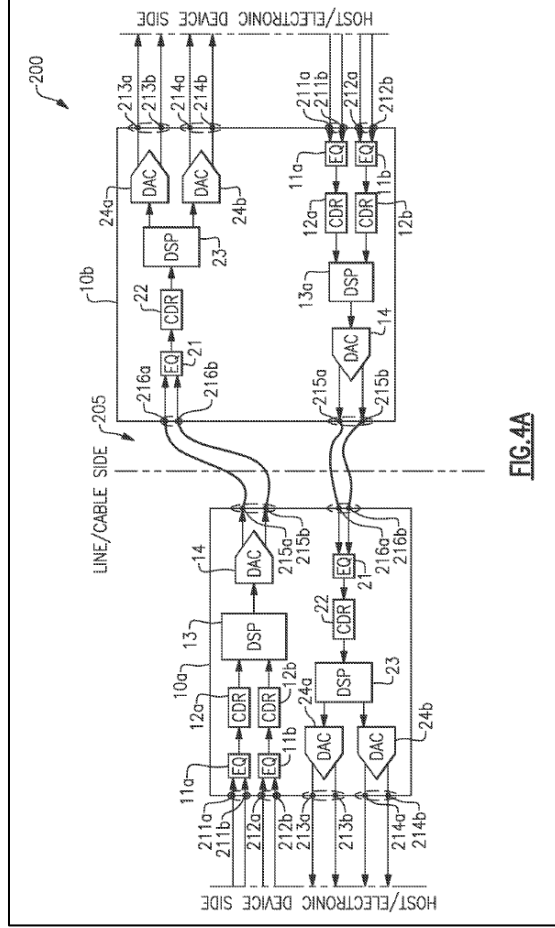 200
LINE/CABLE SIDE
205
10a
10b
HOST/ELECTRONIC DEVICE SIDE
211a
211b
212a
212b
11a
EQ
EQ
11b
12a
CDR
CDR
12b
13
DSP
14
DAC
215a
215b
216a
216b
21
EQ
22
CDR
23
DSP
24a
DAC
DAC
24b
213a
213b
214a
214b
213a
213b
214a
214b
24a
DAC
DAC
24b
DSP
23
22
CDR
EQ
21
216a
216b
HOST/ELECTRONIC DEVICE SIDE
211a
211b
212a
212b
11a
EQ
EQ
11b
12a
CDR
CDR
12b
13a
DSP
14
DAC
215a
215b
FIG.4A